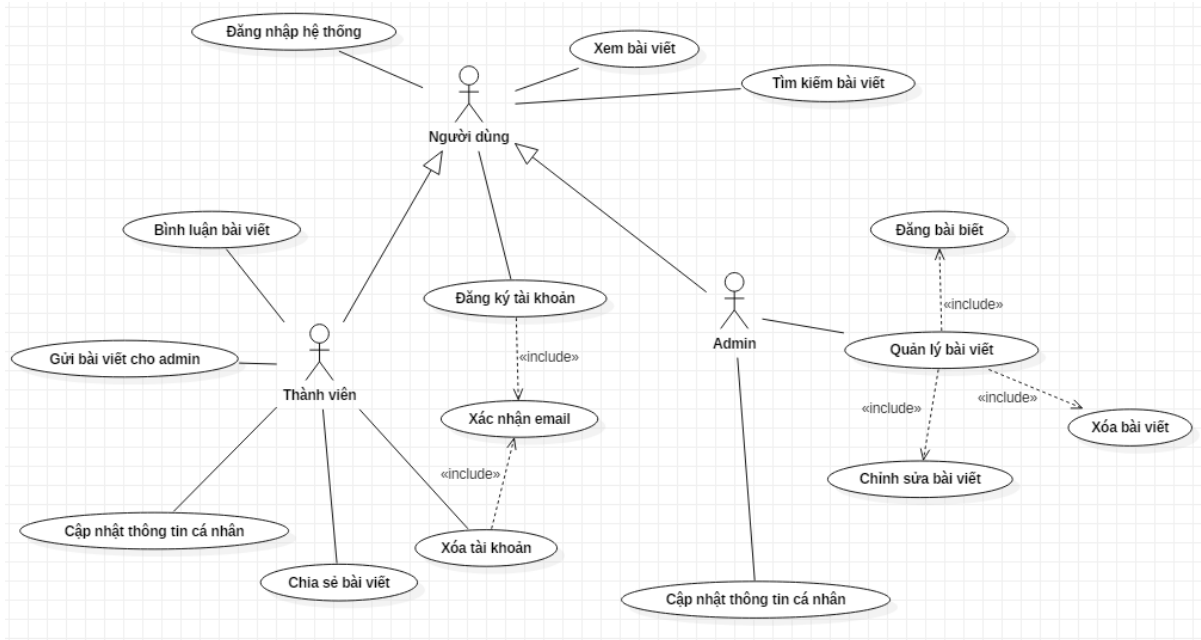 Đăng nhập hệ thống
Xem bài viết
Tìm kiếm bài viết
Người dùng
Bình luận bài viết
Đăng bài biết
Đăng ký tài khoản
«include»
Admin
Quản lý bài viết
Gửi bài viết cho admin
«include»
Thành viên
«include»
«include»
Xác nhận email
Xóa bài viết
«include»
Chỉnh sửa bài viết
Cập nhật thông tin cá nhân
Xóa tài khoản
Chia sẻ bài viết
Cập nhật thông tin cá nhân